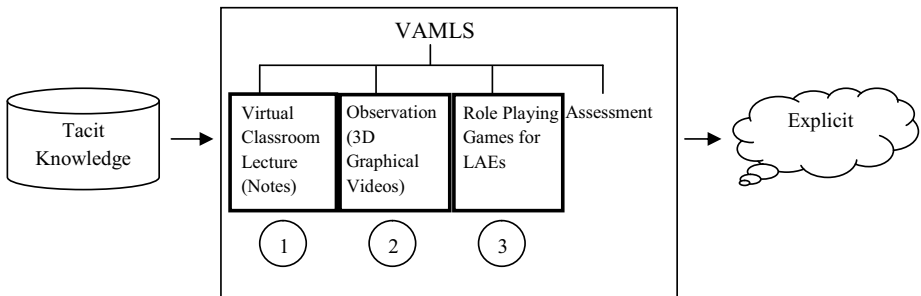 VAMLS
Tacit
Knowledge
Virtual
Classroom
Lecture
(Notes)
Observation
(3D
Graphical
Videos)
Role Playing
Games for
LAEs
Assessment
Explicit
1
2
3